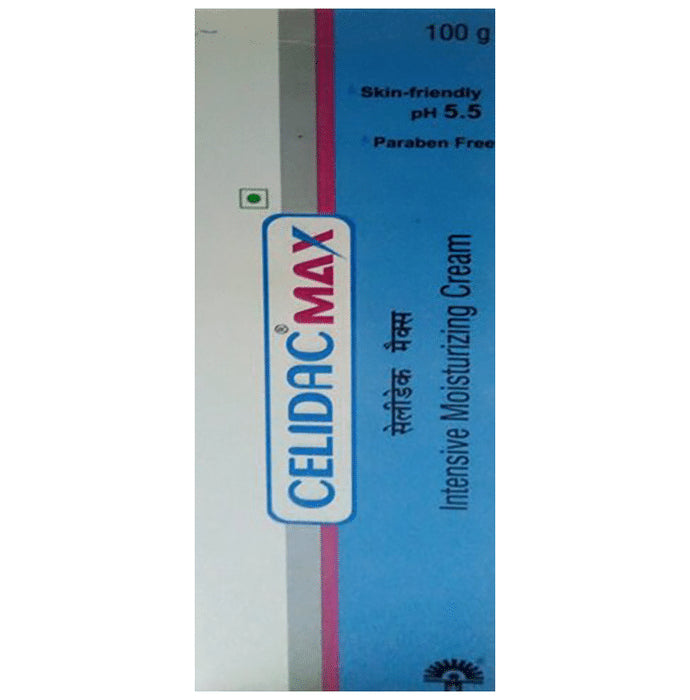 100 g
Skin-friendly
pH 5.5
Paraben Free
CELIDAC® MAX
सेलीडेक मैक्स
Intensive Moisturizing Cream